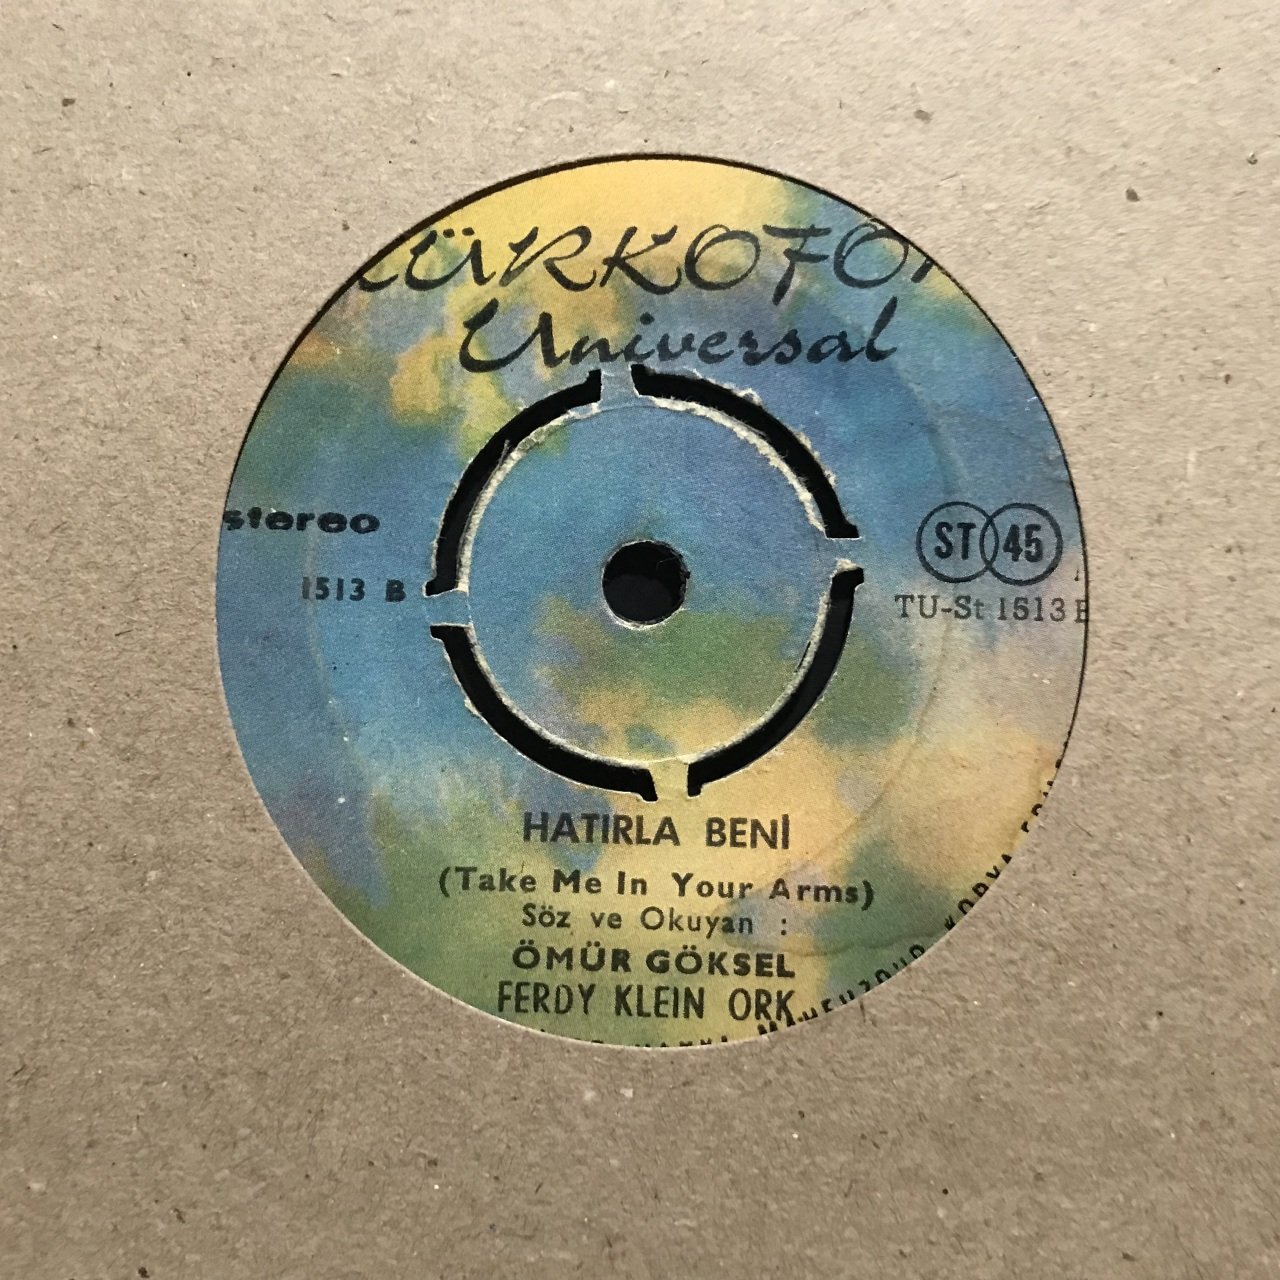 TÜRKOFON
Universal
stereo
1513 B
ST 45
TU-St 1513 B
HATIRLA BENİ
(Take Me In Your Arms)
Söz ve Okuyan :
ÖMÜR GÖKSEL
FERDY KLEIN ORK.